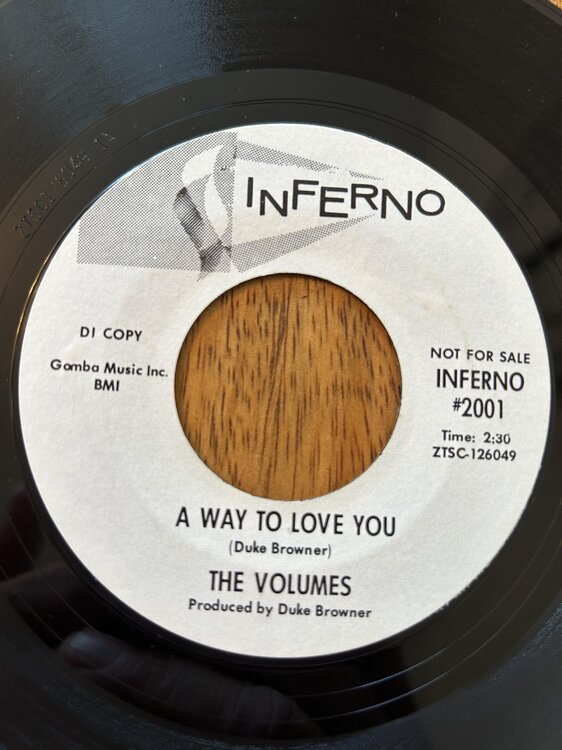 INFERNO
DJ COPY
Gomba Music Inc.
BMI
NOT FOR SALE
INFERNO
#2001
Time: 2:30
ZTSC-126049
A WAY TO LOVE YOU
(Duke Browner)
THE VOLUMES
Produced by Duke Browner